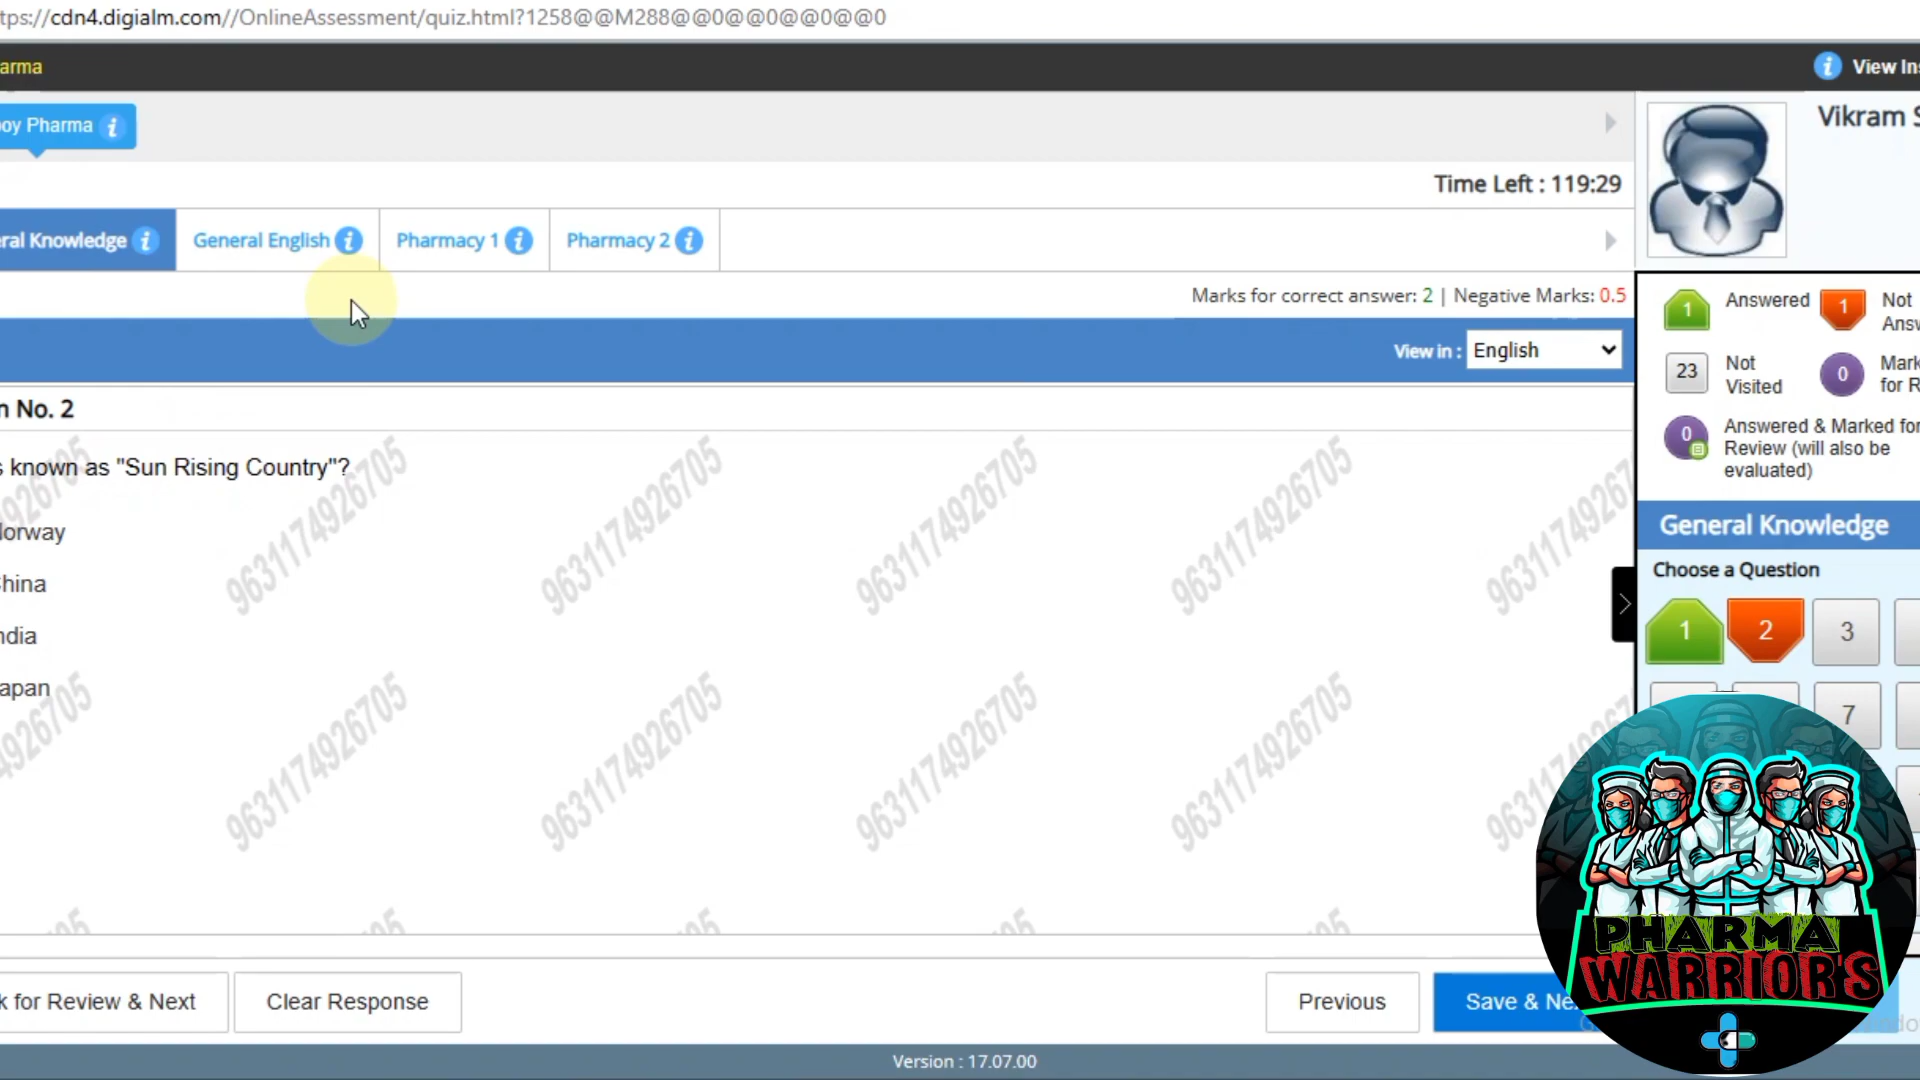 tps://cdn4.digialm.com//OnlineAssessment/quiz.html?1258@@M288@@0@@0@@0@@0
arma
View Ins
oy Pharma
Vikram S
Time Left : 119:29
ral Knowledge
General English
Pharmacy 1
Pharmacy 2
Marks for correct answer: 2 | Negative Marks: 0.5
View in : English
1 Answered
1 Not Answ
23 Not Visited
0 Mark for R
0 Answered & Marked for Review (will also be evaluated)
n No. 2
s known as "Sun Rising Country"?
lorway
hina
ndia
apan
9631174926705
General Knowledge
Choose a Question
1 2 3
7
k for Review & Next
Clear Response
Previous
Save & Ne
Version : 17.07.00
PHARMA
WARRIOR'S